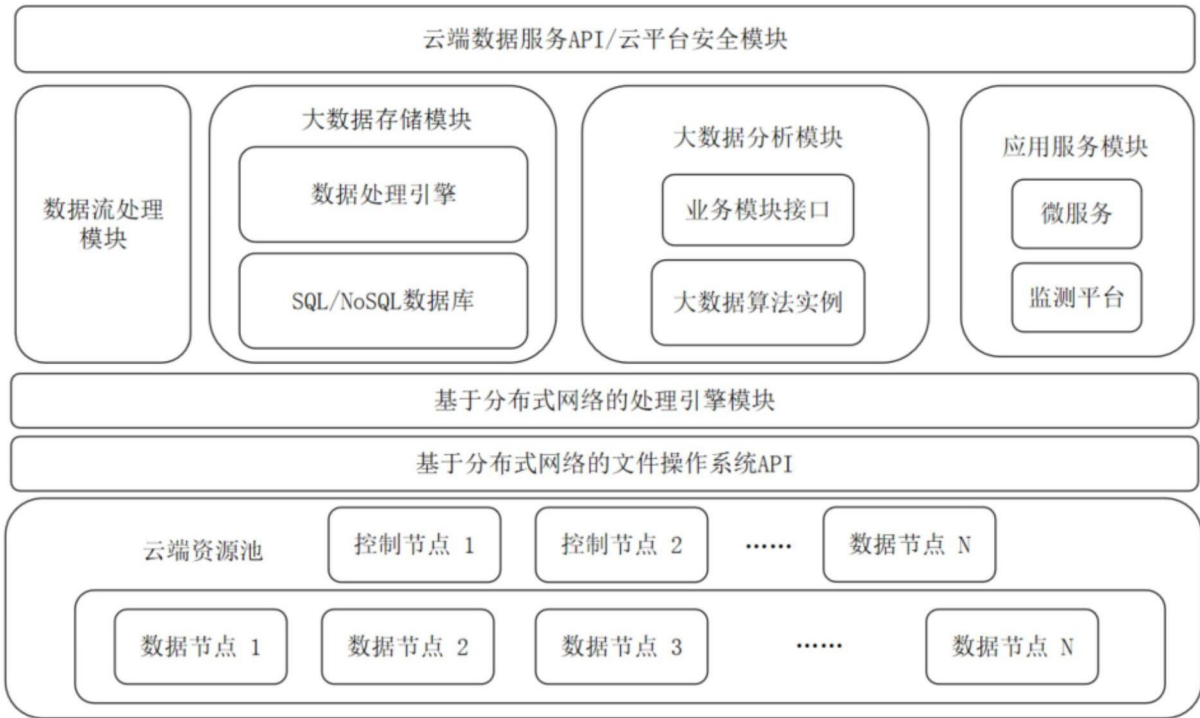 云端数据服务API/云平台安全模块
数据流处理
模块
大数据存储模块
数据处理引擎
SQL/NoSQL数据库
大数据分析模块
业务模块接口
大数据算法实例
应用服务模块
微服务
监测平台
基于分布式网络的处理引擎模块
基于分布式网络的文件操作系统API
云端资源池
控制节点 1
控制节点 2
……
数据节点 N
数据节点 1
数据节点 2
数据节点 3
……
数据节点 N